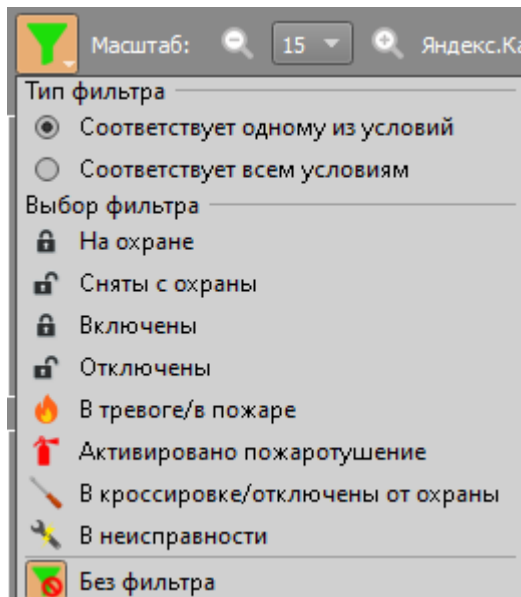 Масштаб: 15 Яндекс.Ка
Тип фильтра
Соответствует одному из условий
Соответствует всем условиям
Выбор фильтра
На охране
Сняты с охраны
Включены
Отключены
В тревоге/в пожаре
Активировано пожаротушение
В кроссировке/отключены от охраны
В неисправности
Без фильтра